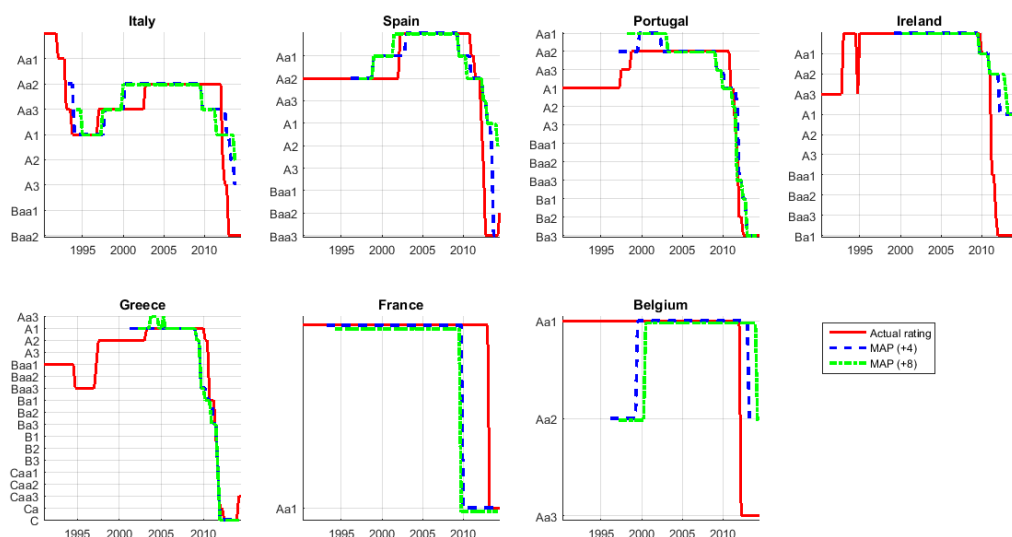 Italy
Aa1
Aa2
Aa3
A1
A2
A3
Baa1
Baa2
1995 2000 2005 2010
Spain
Aa1
Aa2
Aa3
A1
A2
A3
Baa1
Baa2
Baa3
1995 2000 2005 2010
Portugal
Aa1
Aa2
Aa3
A1
A2
A3
Baa1
Baa2
Baa3
Ba1
Ba2
Ba3
1995 2000 2005 2010
Ireland
Aa1
Aa2
Aa3
A1
A2
A3
Baa1
Baa2
Baa3
Ba1
1995 2000 2005 2010
Greece
Aa3
A1
A2
A3
Baa1
Baa2
Baa3
Ba1
Ba2
Ba3
B1
B2
B3
Caa1
Caa2
Caa3
Ca
C
1995 2000 2005 2010
France
Aa1
1995 2000 2005 2010
Belgium
Aa1
Aa2
Aa3
1995 2000 2005 2010
Actual rating
MAP (+4)
MAP (+8)